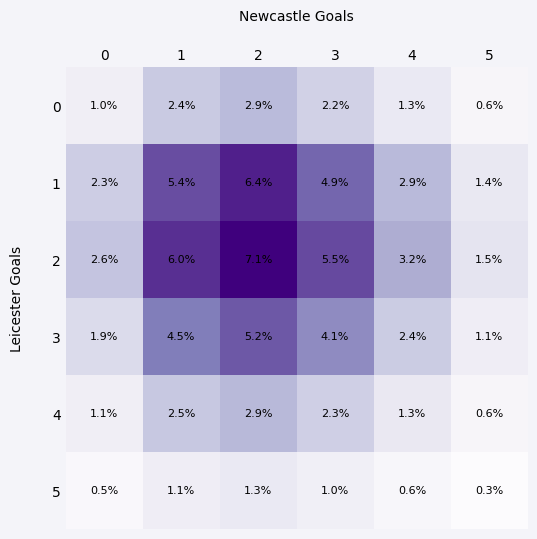 Newcastle Goals
0 1 2 3 4 5
0 1.0% 2.4% 2.9% 2.2% 1.3% 0.6%
1 2.3% 5.4% 6.4% 4.9% 2.9% 1.4%
2 2.6% 6.0% 7.1% 5.5% 3.2% 1.5%
3 1.9% 4.5% 5.2% 4.1% 2.4% 1.1%
4 1.1% 2.5% 2.9% 2.3% 1.3% 0.6%
5 0.5% 1.1% 1.3% 1.0% 0.6% 0.3%
Leicester Goals